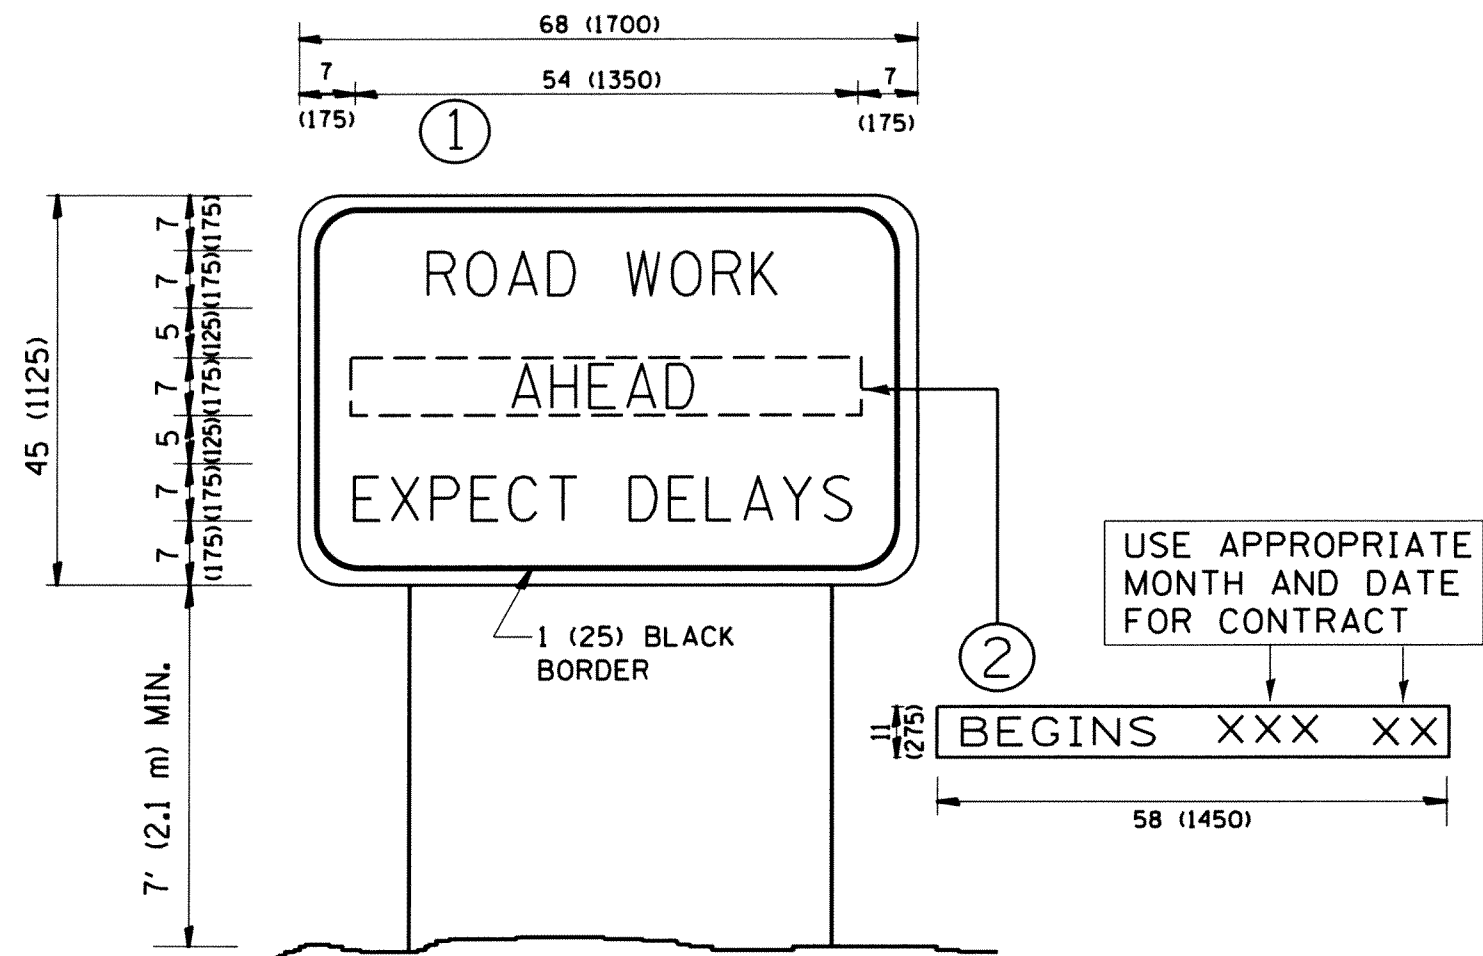 68 (1700)
7
54 (1350)
7
(175)
(175)
1
45 (1125)
7 (175)
7 (175)
5 (125)
7 (175)
5 (125)
7 (175)
7 (175)
ROAD WORK
AHEAD
EXPECT DELAYS
1 (25) BLACK
BORDER
7' (2.1 m) MIN.
2
USE APPROPRIATE
MONTH AND DATE
FOR CONTRACT
11
(275)
BEGINS XXX XX
58 (1450)